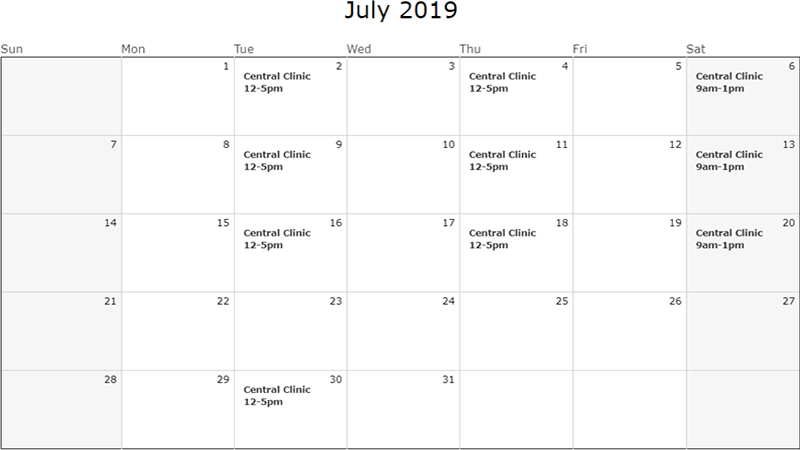 July 2019
Sun Mon Tue Wed Thu Fri Sat
1 2 3 4 5 6
Central Clinic Central Clinic Central Clinic
12-5pm 12-5pm 9am-1pm
7 8 9 10 11 12 13
Central Clinic Central Clinic Central Clinic
12-5pm 12-5pm 9am-1pm
14 15 16 17 18 19 20
Central Clinic Central Clinic Central Clinic
12-5pm 12-5pm 9am-1pm
21 22 23 24 25 26 27
28 29 30 31
Central Clinic
12-5pm